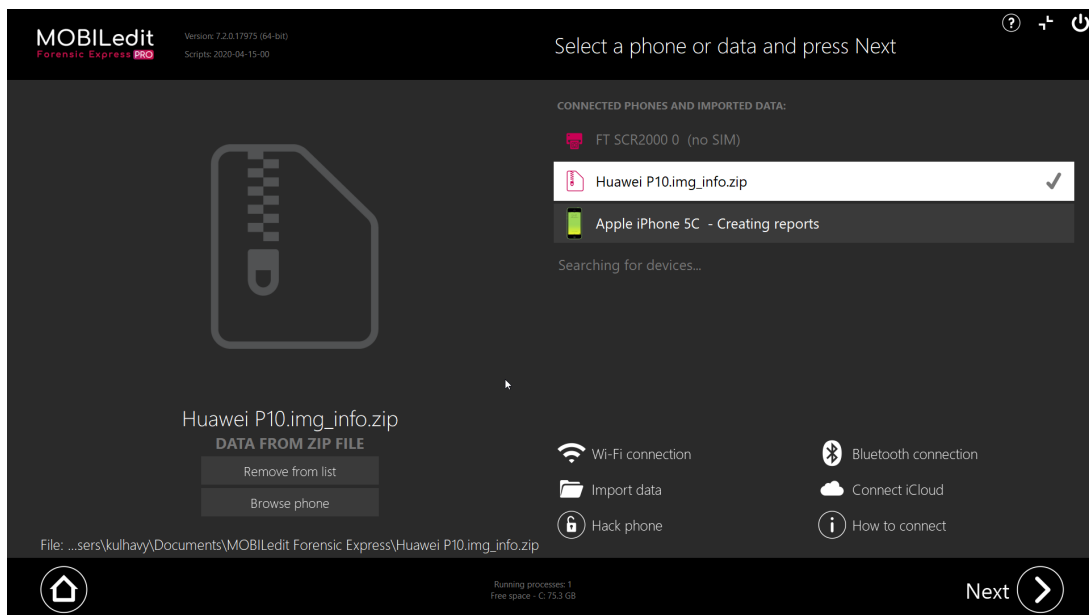 MOBILedit
Forensic Express PRO
Version: 7.2.0.17975 (64-bit)
Scripts: 2020-04-15-00
Select a phone or data and press Next
?
CONNECTED PHONES AND IMPORTED DATA:
FT SCR2000 0 (no SIM)
Huawei P10.img_info.zip
Apple iPhone 5C - Creating reports
Searching for devices...
Huawei P10.img_info.zip
DATA FROM ZIP FILE
Remove from list
Browse phone
File: ...sers\kulhavy\Documents\MOBILedit Forensic Express\Huawei P10.img_info.zip
Wi-Fi connection
Bluetooth connection
Import data
Connect iCloud
Hack phone
i How to connect
Running processes: 1
Free space - C: 75.3 GB
Next